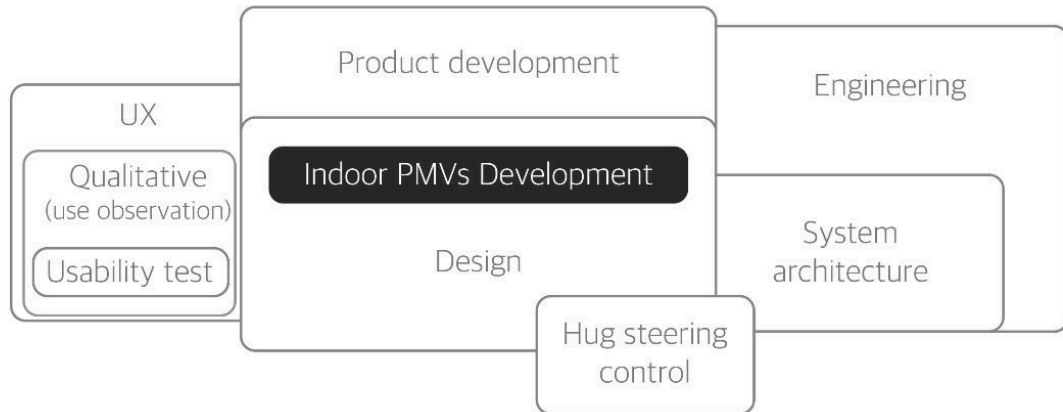 Product development
Engineering
UX
Indoor PMVs Development
Qualitative
(use observation)
Usability test
Design
System
architecture
Hug steering
control